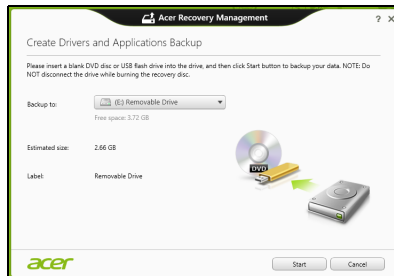 Acer Recovery Management
? X
Create Drivers and Applications Backup
Please insert a blank DVD disc or USB flash drive into the drive, and then click Start button to backup your data. NOTE: Do
NOT disconnect the drive while burning the recovery disc.
Backup to: (E:) Removable Drive
Free space: 3.72 GB
Estimated size: 2.66 GB
Label: Removable Drive
DVD
acer Start Cancel